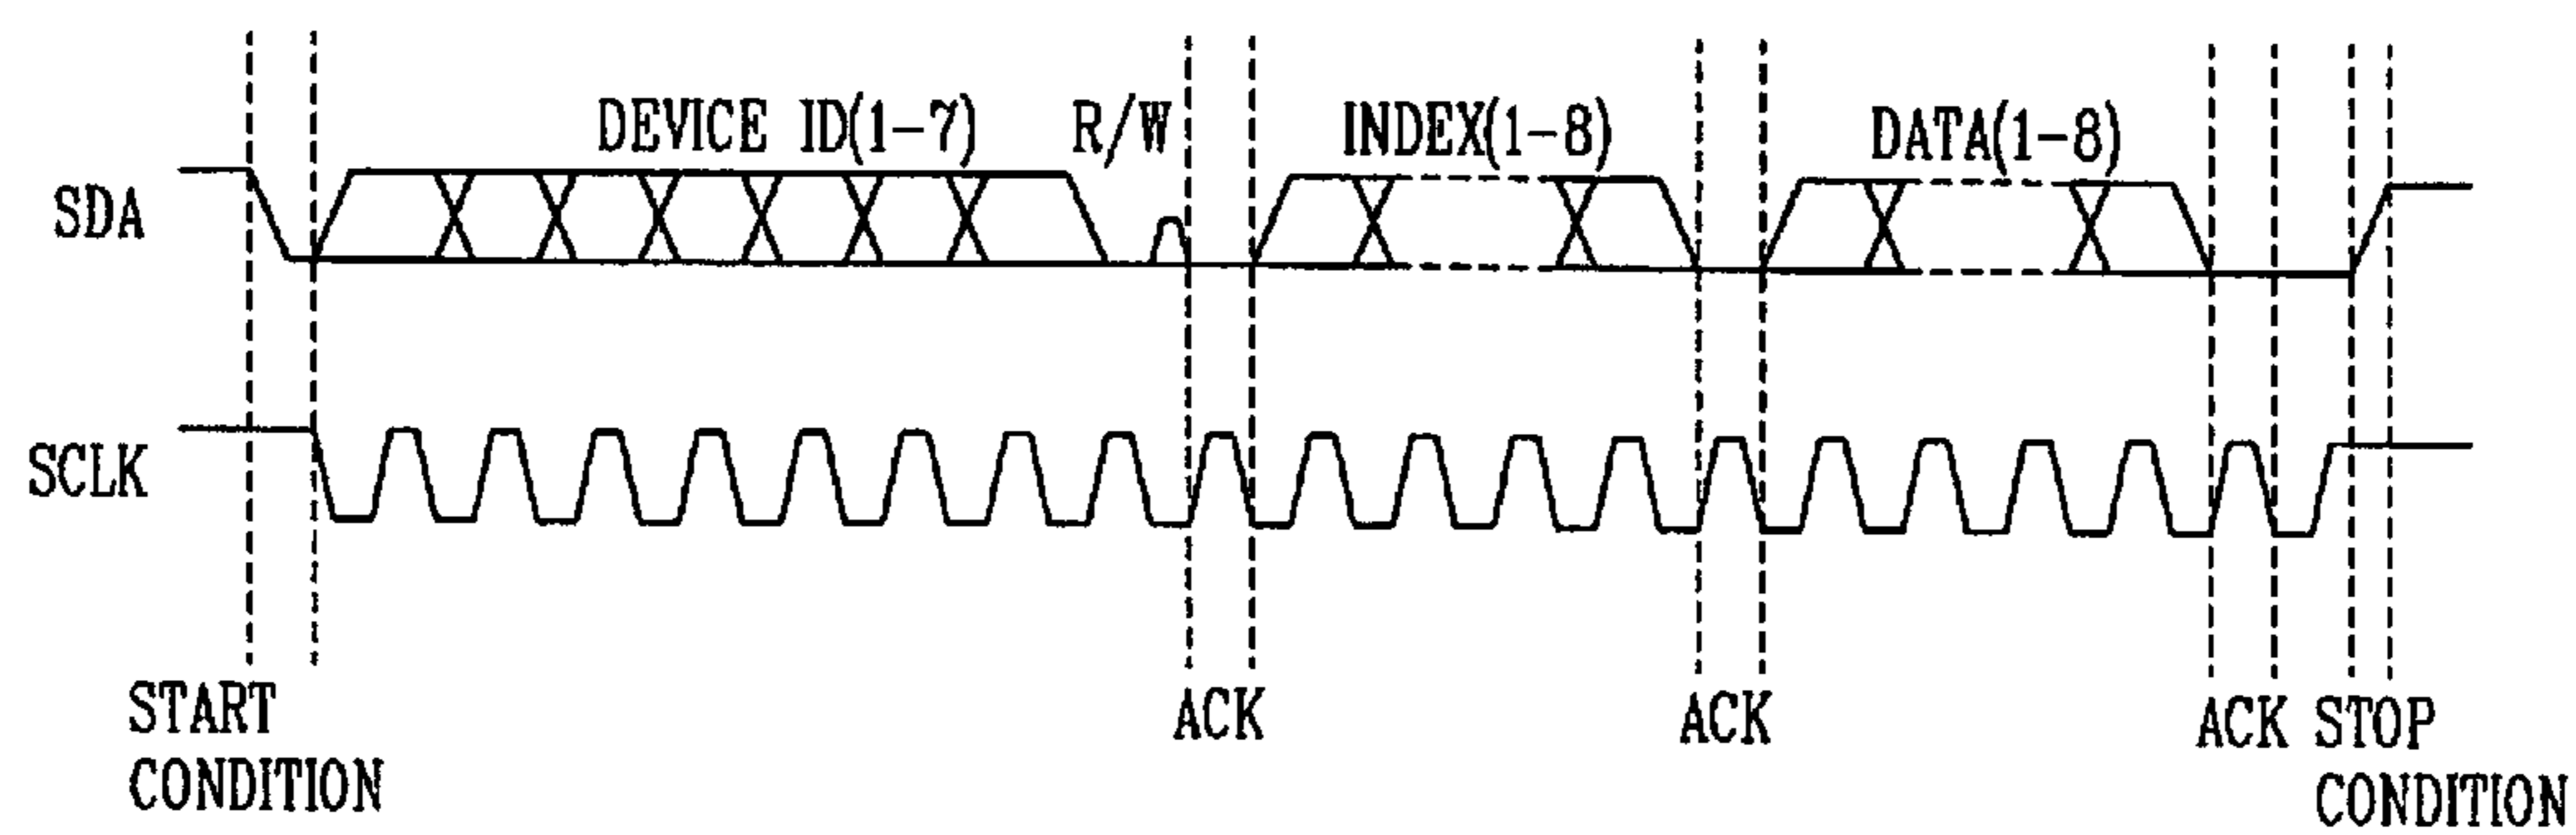 DEVICE ID(1-7)
R/W
INDEX(1-8)
DATA(1-8)
SDA
SCLK
START
CONDITION
ACK
ACK
ACK
STOP
CONDITION